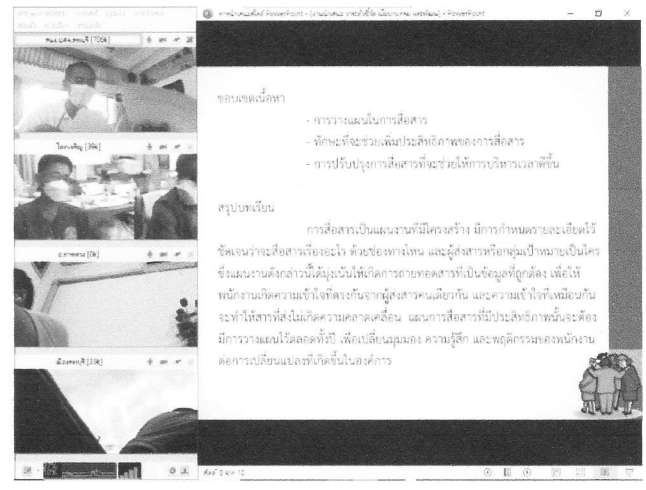 การนำเสนอสไลด์ PowerPoint
PowerPoint
[706k]
[39k]
[0k]
[33k]
ขอบเขตเนื้อหา
- การวางแผนในการสื่อสาร
- ทักษะที่จะช่วยเพิ่มประสิทธิภาพของการสื่อสาร
- การปรับปรุงการสื่อสารที่จะช่วยให้การบริหารเวลาดีขึ้น
สรุปบทเรียน
การสื่อสารเป็นแผนงานที่มีโครงสร้าง มีการกำหนดรายละเอียดไว้
ชัดเจนว่าจะสื่อสารเรื่องอะไร ด้วยช่องทางไหน และผู้ส่งสารหรือกลุ่มเป้าหมายเป็นใคร
ซึ่งแผนงานดังกล่าวนี้ได้มุ่งเน้นให้เกิดการถ่ายทอดสารที่เป็นข้อมูลที่ถูกต้อง เพื่อให้
พนักงานเกิดความเข้าใจที่ตรงกันจากผู้ส่งสารคนเดียวกัน และความเข้าใจที่เหมือนกัน
จะทำให้สารที่ส่งไม่เกิดความคลาดเคลื่อน แผนการสื่อสารที่มีประสิทธิภาพนั้นจะต้อง
มีการวางแผนไว้ตลอดทั้งปี เพื่อเปลี่ยนมุมมอง ความรู้สึก และพฤติกรรมของพนักงาน
ต่อการเปลี่ยนแปลงที่เกิดขึ้นในองค์การ